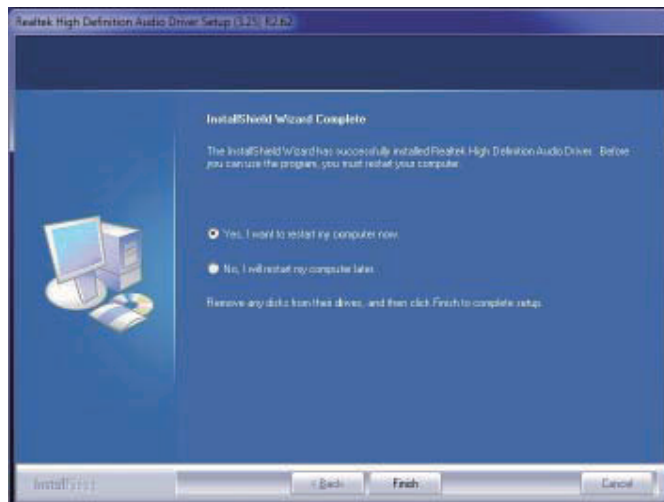 Realtek High Definition Audio Driver Setup (3.25) R2.62
InstallShield Wizard Complete
The InstallShield Wizard has successfully installed Realtek High Definition Audio Driver. Before
you can use the program, you must restart your computer.
Yes, I want to restart my computer now.
No, I will restart my computer later.
Remove any disks from their drives, and then click Finish to complete setup.
InstallShield
< Back
Finish
Cancel